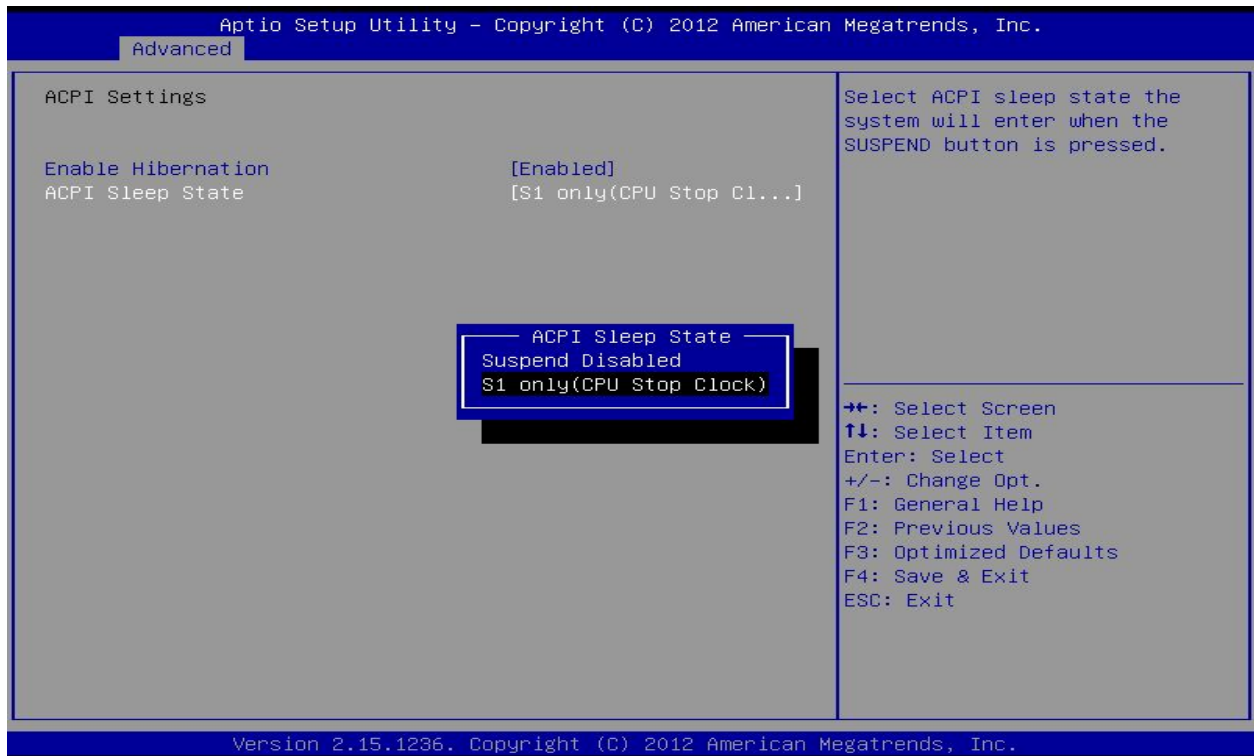 Aptio Setup Utility – Copyright (C) 2012 American Megatrends, Inc.
Advanced
ACPI Settings
Enable Hibernation [Enabled]
ACPI Sleep State [S1 only(CPU Stop Cl...]
ACPI Sleep State
Suspend Disabled
S1 only(CPU Stop Clock)
Select ACPI sleep state the
system will enter when the
SUSPEND button is pressed.
→←: Select Screen
↑↓: Select Item
Enter: Select
+/-: Change Opt.
F1: General Help
F2: Previous Values
F3: Optimized Defaults
F4: Save & Exit
ESC: Exit
Version 2.15.1236. Copyright (C) 2012 American Megatrends, Inc.